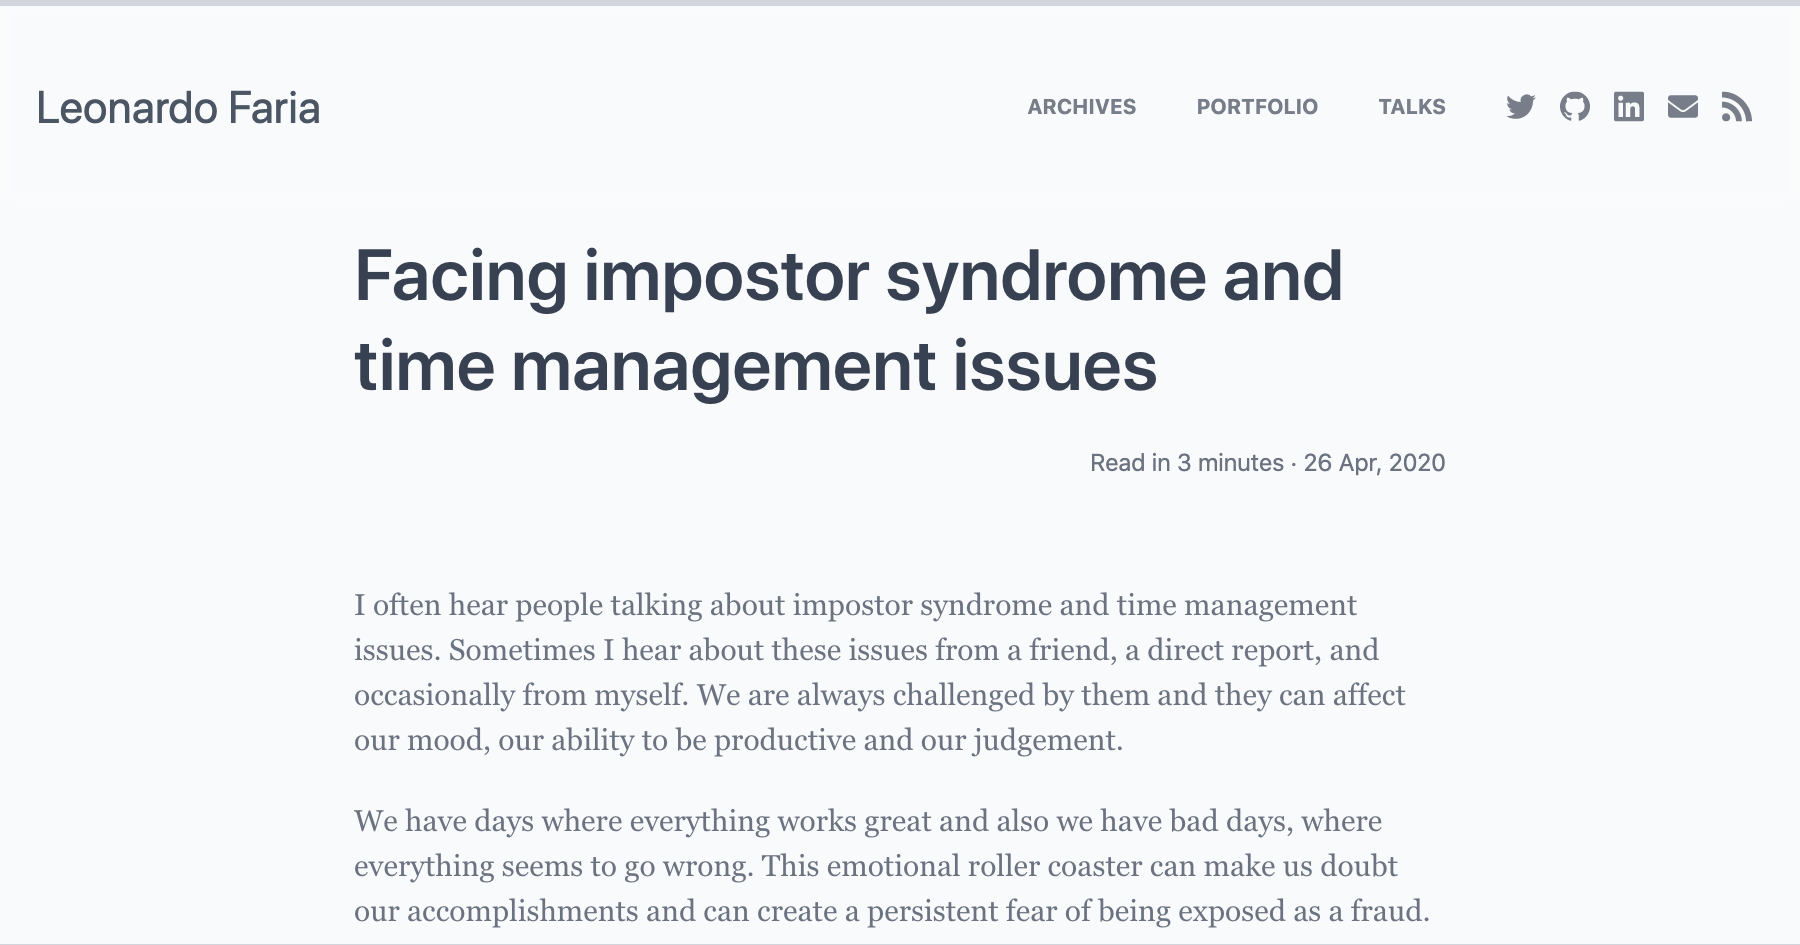 Leonardo Faria
ARCHIVES PORTFOLIO TALKS
Facing impostor syndrome and
time management issues
Read in 3 minutes · 26 Apr, 2020
I often hear people talking about impostor syndrome and time management
issues. Sometimes I hear about these issues from a friend, a direct report, and
occasionally from myself. We are always challenged by them and they can affect
our mood, our ability to be productive and our judgement.
We have days where everything works great and also we have bad days, where
everything seems to go wrong. This emotional roller coaster can make us doubt
our accomplishments and can create a persistent fear of being exposed as a fraud.